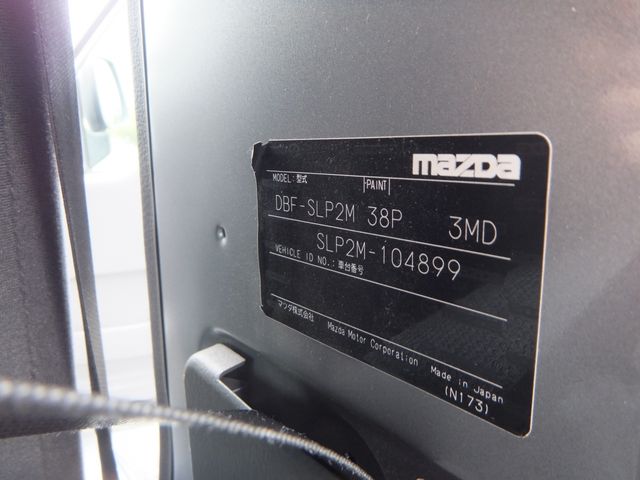 mazda
MODEL:型式 PAINT
DBF-SLP2M 38P 3MD
SLP2M-104899
VEHICLE ID NO.:車台番号
マツダ株式会社 Mazda Motor Corporation Made in Japan
(N173)